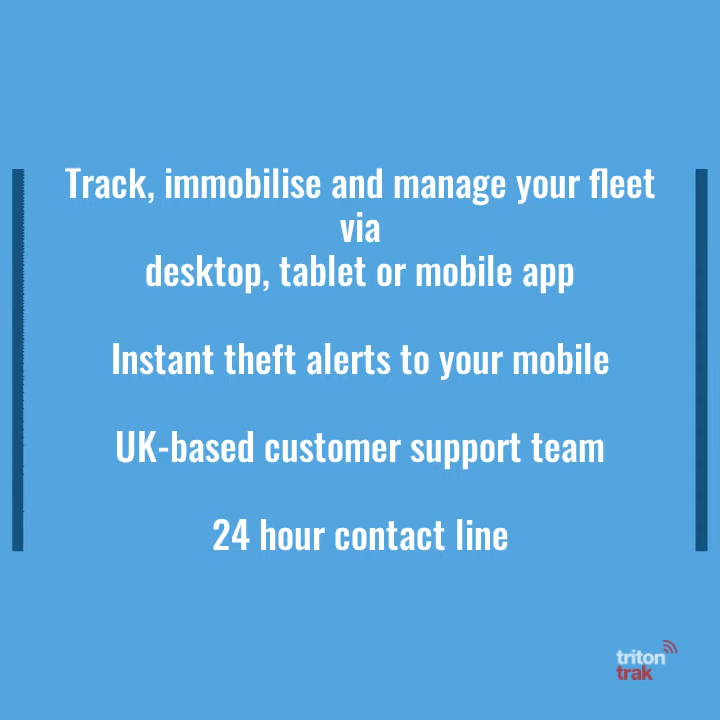 Track, immobilise and manage your fleet
via
desktop, tablet or mobile app
Instant theft alerts to your mobile
UK-based customer support team
24 hour contact line
triton
trak